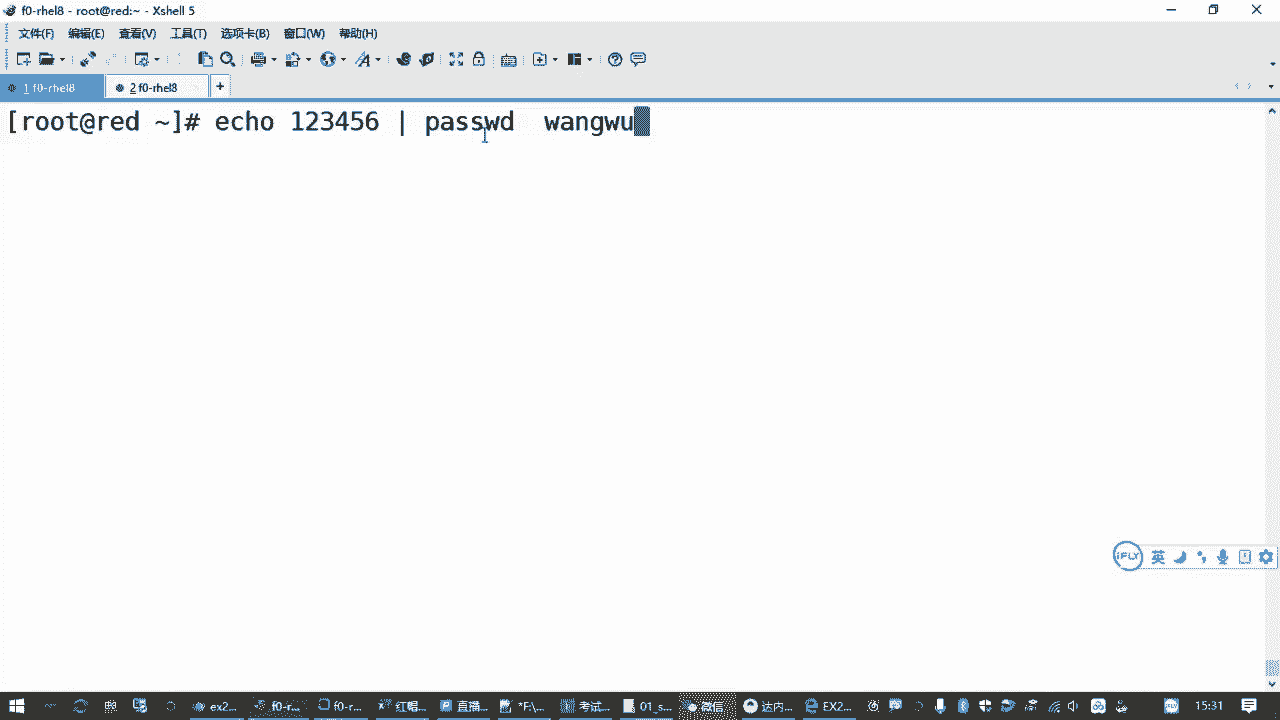 f0-rhel8 - root@red:~ - Xshell 5
文件(F) 编辑(E) 查看(V) 工具(T) 选项卡(B) 窗口(W) 帮助(H)
1 f0-rhel8 2 f0-rhel8 +
[root@red ~]# echo 123456 | passwd  wangwu
iFLY 英
ex2... f0-r... f0-r... 红帽... 直播... *F:\... 考试... 01_s... 微信 达内... EX2... 英 15:31